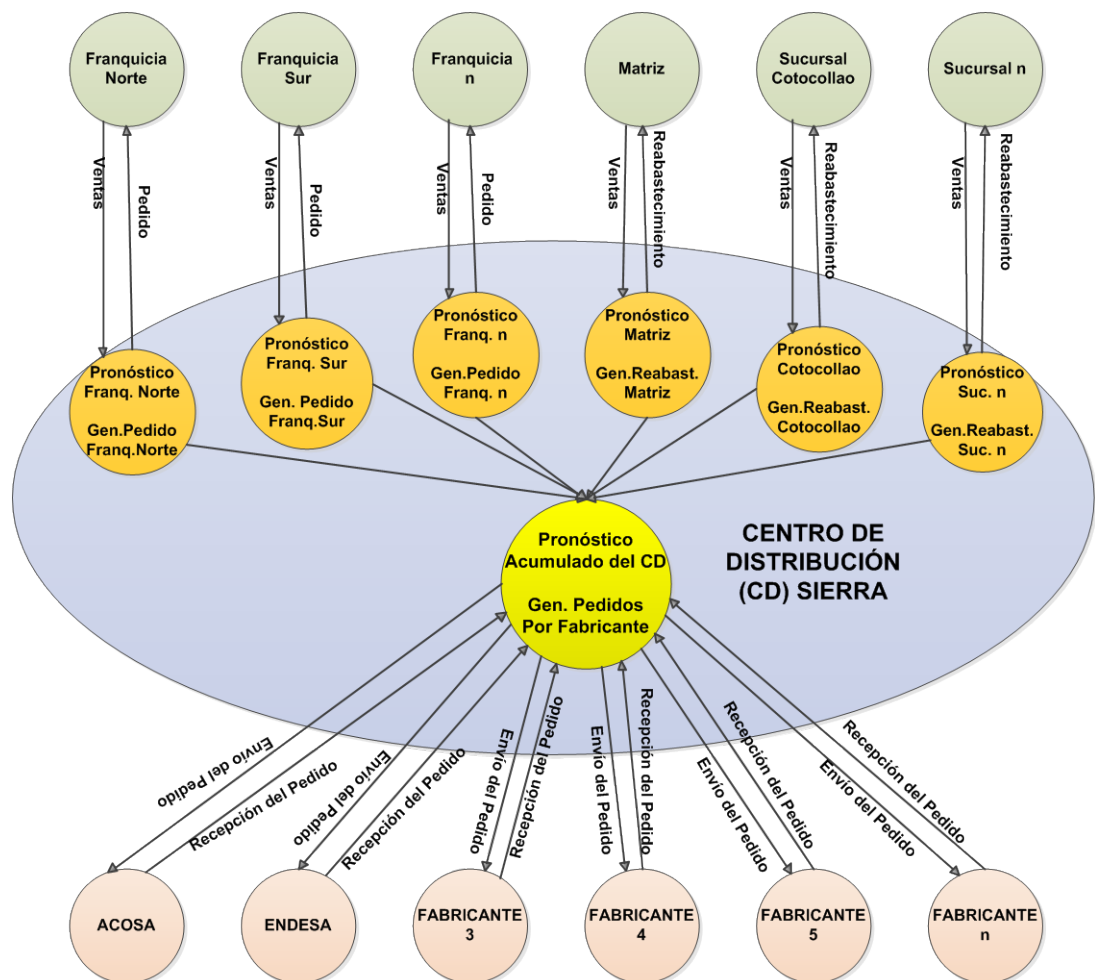 Franquicia
Norte
Franquicia
Sur
Franquicia
n
Matriz
Sucursal
Cotocollao
Sucursal n
Ventas
Pedido
Ventas
Pedido
Ventas
Pedido
Ventas
Reabastecimiento
Ventas
Reabastecimiento
Ventas
Reabastecimiento
Pronóstico
Franq. Norte
Gen.Pedido
Franq.Norte
Pronóstico
Franq. Sur
Gen. Pedido
Franq.Sur
Pronóstico
Franq. n
Gen.Pedido
Franq. n
Pronóstico
Matriz
Gen.Reabast.
Matriz
Pronóstico
Cotocollao
Gen.Reabast.
Cotocollao
Pronóstico
Suc. n
Gen.Reabast.
Suc. n
Pronóstico
Acumulado del CD
Gen. Pedidos
Por Fabricante
CENTRO DE
DISTRIBUCIÓN
(CD) SIERRA
Envío del Pedido
Recepción del Pedido
Envío del Pedido
Recepción del Pedido
Envío del Pedido
Recepción del Pedido
Envío del Pedido
Recepción del Pedido
Envío del Pedido
Recepción del Pedido
Envío del Pedido
Recepción del Pedido
ACOSA
ENDESA
FABRICANTE
3
FABRICANTE
4
FABRICANTE
5
FABRICANTE
n